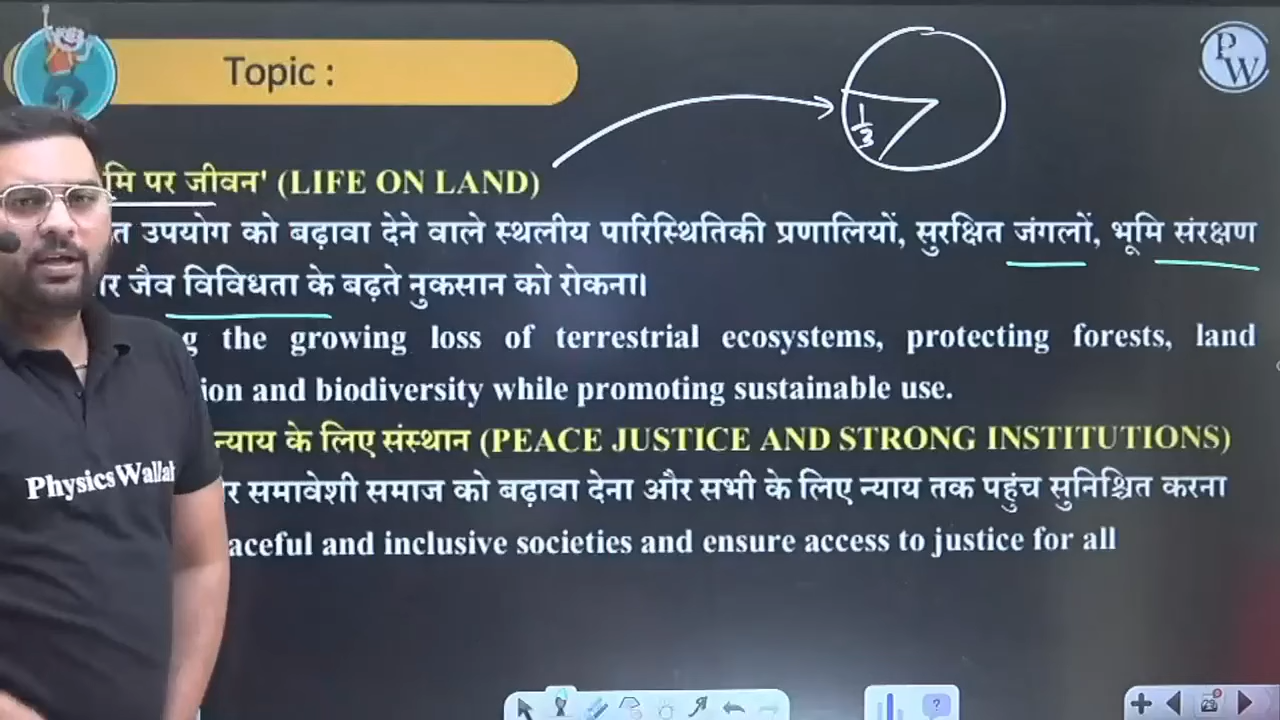 Topic :
PW
1/3
मि पर जीवन' (LIFE ON LAND)
त उपयोग को बढ़ावा देने वाले स्थलीय पारिस्थितिकी प्रणालियों, सुरक्षित जंगलों, भूमि संरक्षण
र जैव विविधता के बढ़ते नुकसान को रोकना।
g the growing loss of terrestrial ecosystems, protecting forests, land
ion and biodiversity while promoting sustainable use.
न्याय के लिए संस्थान (PEACE JUSTICE AND STRONG INSTITUTIONS)
र समावेशी समाज को बढ़ावा देना और सभी के लिए न्याय तक पहुंच सुनिश्चित करना
aceful and inclusive societies and ensure access to justice for all
Physics Wallah